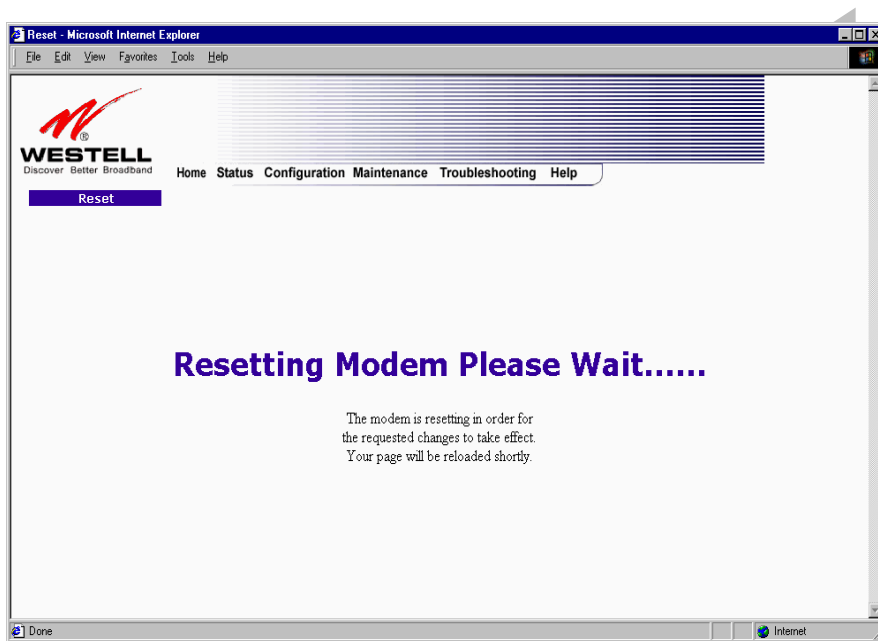 Reset - Microsoft Internet Explorer
File Edit View Favorites Tools Help
®
WESTELL
Discover Better Broadband
Home Status Configuration Maintenance Troubleshooting Help
Reset
Resetting Modem Please Wait......
The modem is resetting in order for
the requested changes to take effect.
Your page will be reloaded shortly.
Done
Internet